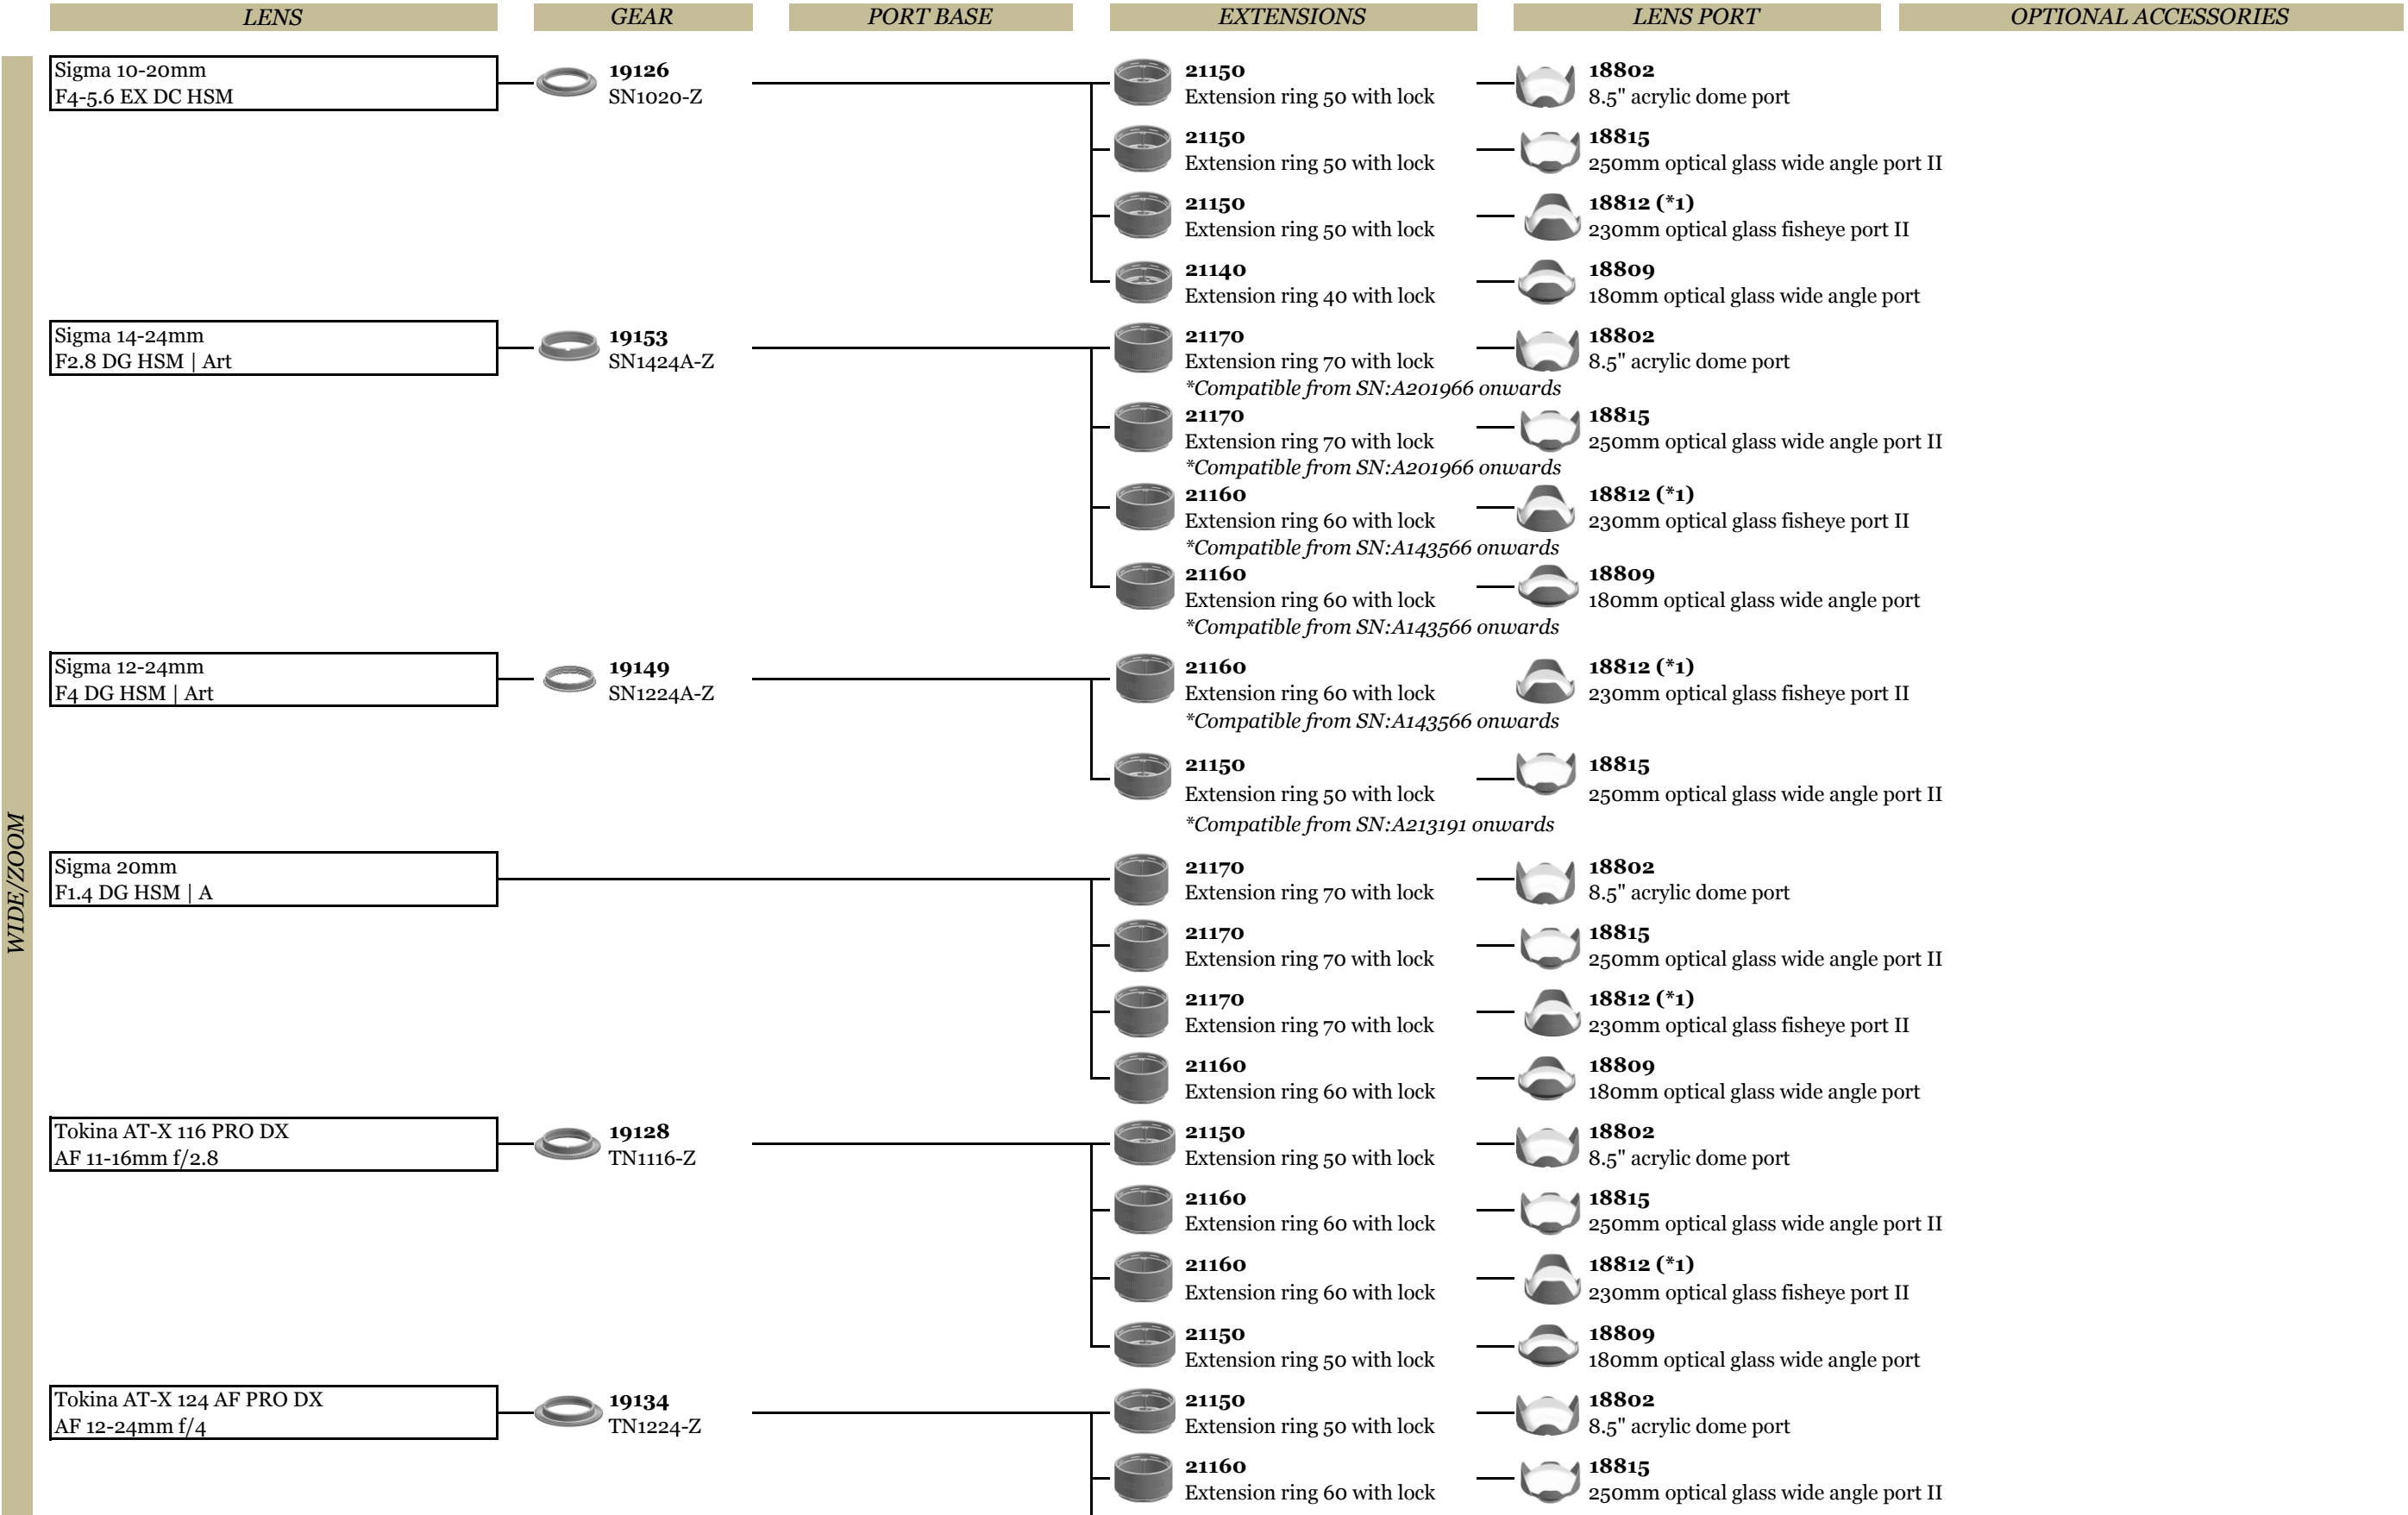 LENS GEAR PORT BASE EXTENSIONS LENS PORT OPTIONAL ACCESSORIES
WIDE/ZOOM
Sigma 10-20mm 19126 21150 18802
F4-5.6 EX DC HSM SN1020-Z Extension ring 50 with lock 8.5" acrylic dome port
21150 18815
Extension ring 50 with lock 250mm optical glass wide angle port II
21150 18812 (*1)
Extension ring 50 with lock 230mm optical glass fisheye port II
21140 18809
Extension ring 40 with lock 180mm optical glass wide angle port
Sigma 14-24mm 19153 21170 18802
F2.8 DG HSM | Art SN1424A-Z Extension ring 70 with lock 8.5" acrylic dome port
*Compatible from SN:A201966 onwards
21170 18815
Extension ring 70 with lock 250mm optical glass wide angle port II
*Compatible from SN:A201966 onwards
21160 18812 (*1)
Extension ring 60 with lock 230mm optical glass fisheye port II
*Compatible from SN:A143566 onwards
21160 18809
Extension ring 60 with lock 180mm optical glass wide angle port
*Compatible from SN:A143566 onwards
Sigma 12-24mm 19149 21160 18812 (*1)
F4 DG HSM | Art SN1224A-Z Extension ring 60 with lock 230mm optical glass fisheye port II
*Compatible from SN:A143566 onwards
21150 18815
Extension ring 50 with lock 250mm optical glass wide angle port II
*Compatible from SN:A213191 onwards
Sigma 20mm 21170 18802
F1.4 DG HSM | A Extension ring 70 with lock 8.5" acrylic dome port
21170 18815
Extension ring 70 with lock 250mm optical glass wide angle port II
21170 18812 (*1)
Extension ring 70 with lock 230mm optical glass fisheye port II
21160 18809
Extension ring 60 with lock 180mm optical glass wide angle port
Tokina AT-X 116 PRO DX 19128 21150 18802
AF 11-16mm f/2.8 TN1116-Z Extension ring 50 with lock 8.5" acrylic dome port
21160 18815
Extension ring 60 with lock 250mm optical glass wide angle port II
21160 18812 (*1)
Extension ring 60 with lock 230mm optical glass fisheye port II
21150 18809
Extension ring 50 with lock 180mm optical glass wide angle port
Tokina AT-X 124 AF PRO DX 19134 21150 18802
AF 12-24mm f/4 TN1224-Z Extension ring 50 with lock 8.5" acrylic dome port
21160 18815
Extension ring 60 with lock 250mm optical glass wide angle port II